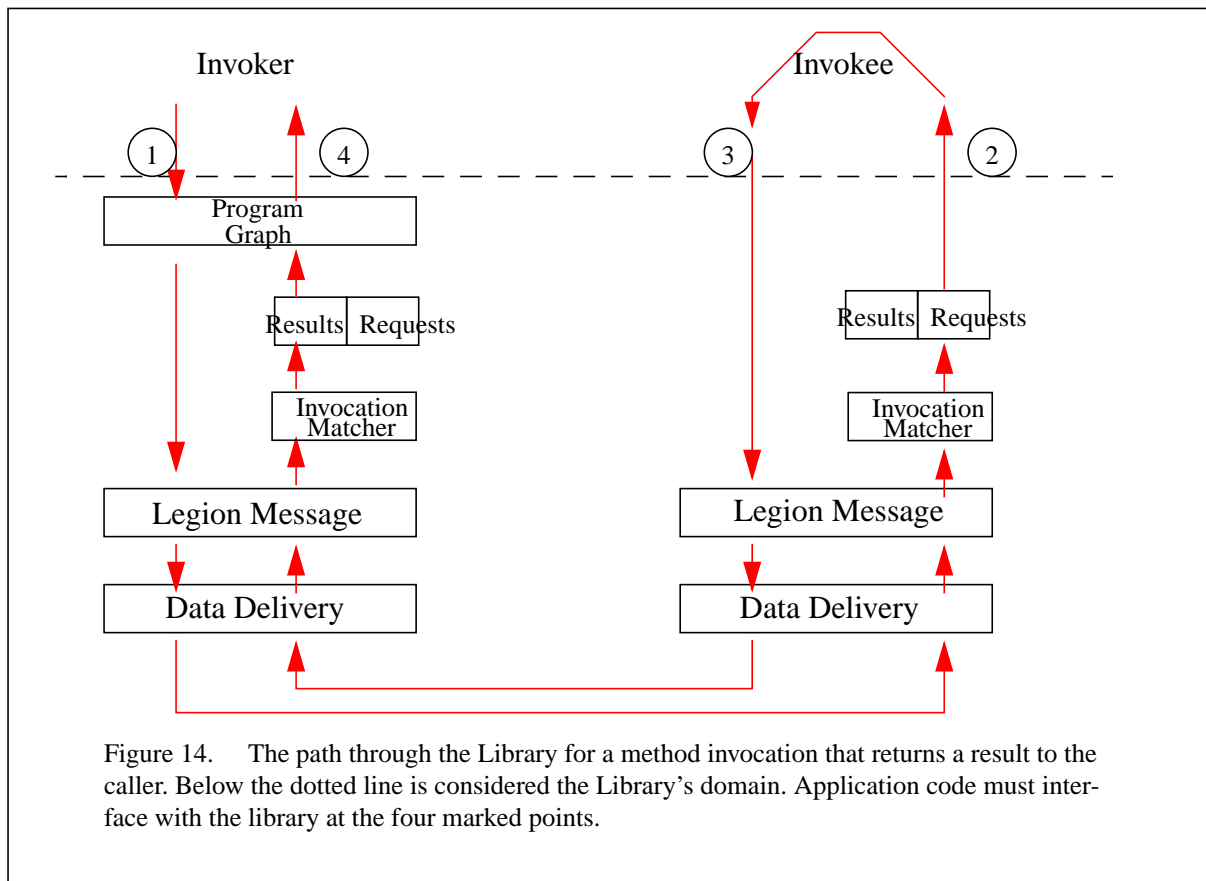 Invoker
Invokee
1
4
3
2
Program
Graph
Results Requests
Results Requests
Invocation
Matcher
Invocation
Matcher
Legion Message
Legion Message
Data Delivery
Data Delivery
Figure 14. The path through the Library for a method invocation that returns a result to the
caller. Below the dotted line is considered the Library’s domain. Application code must inter-
face with the library at the four marked points.